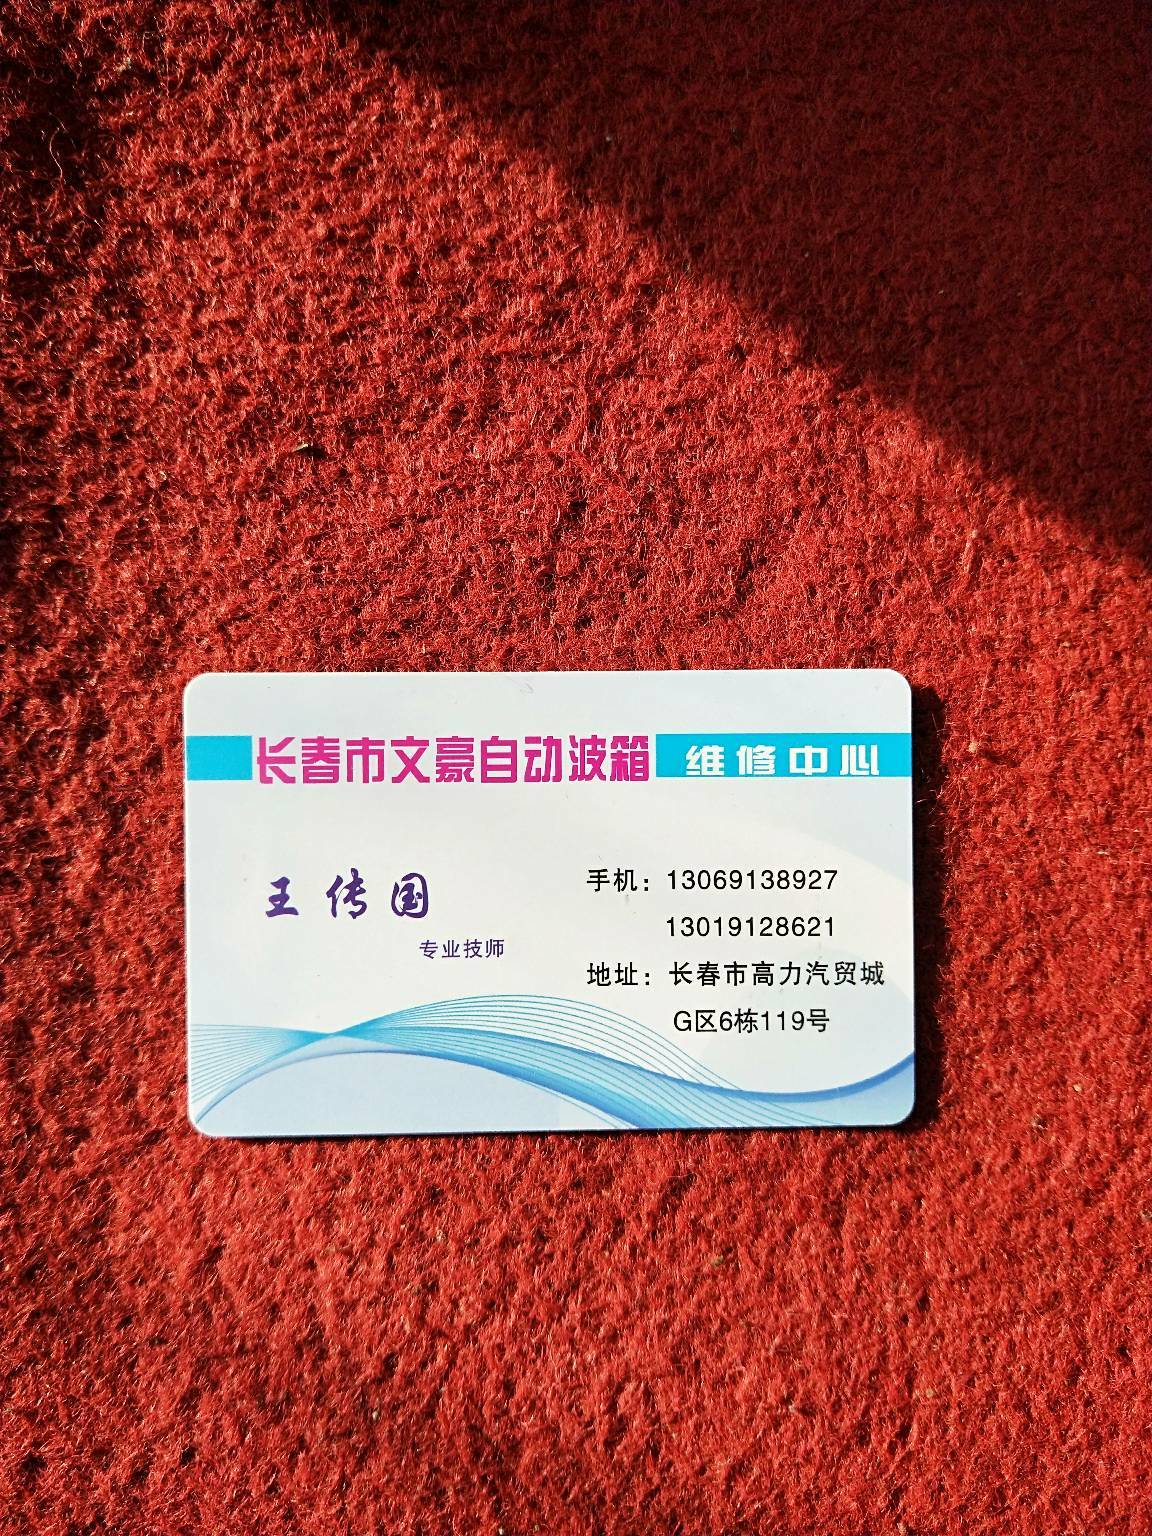 长春市文豪自动波箱 维修中心
王传国
专业技师
手机：13069138927
13019128621
地址：长春市高力汽贸城
G区6栋119号